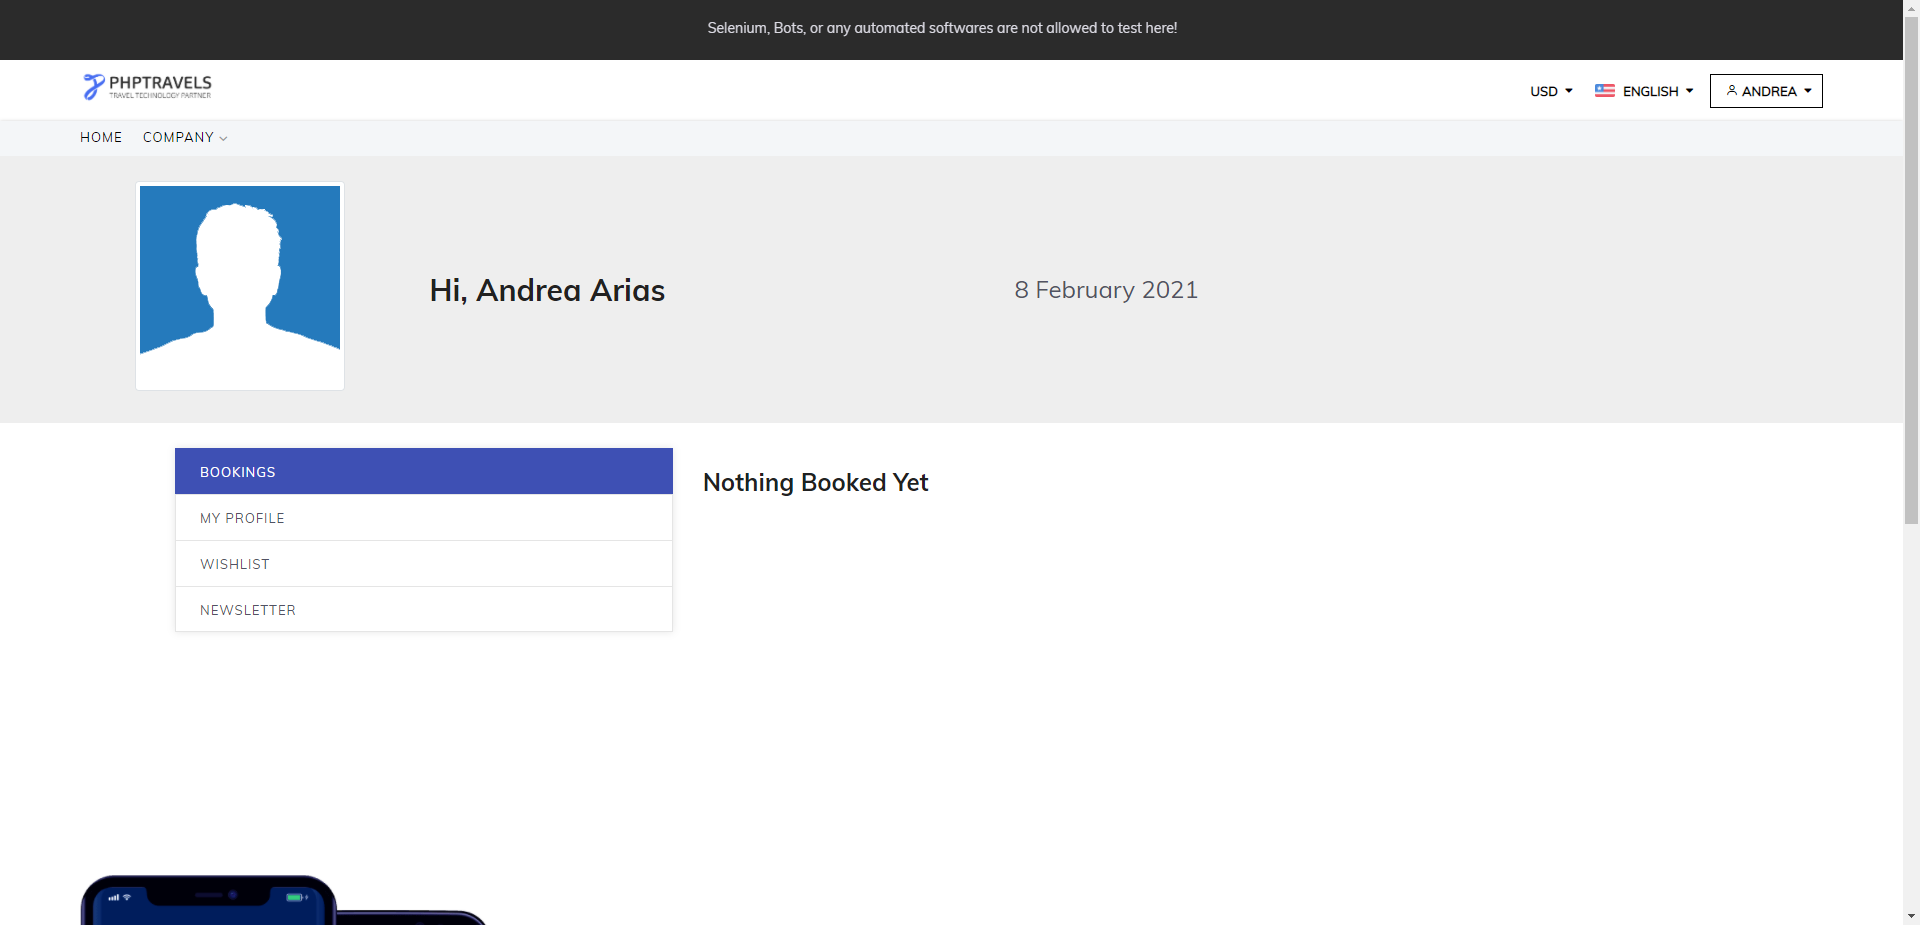 Selenium, Bots, or any automated softwares are not allowed to test here!
PHPTRAVELS
TRAVEL TECHNOLOGY PARTNER
USD
ENGLISH
ANDREA
HOME
COMPANY
Hi, Andrea Arias
8 February 2021
BOOKINGS
MY PROFILE
WISHLIST
NEWSLETTER
Nothing Booked Yet